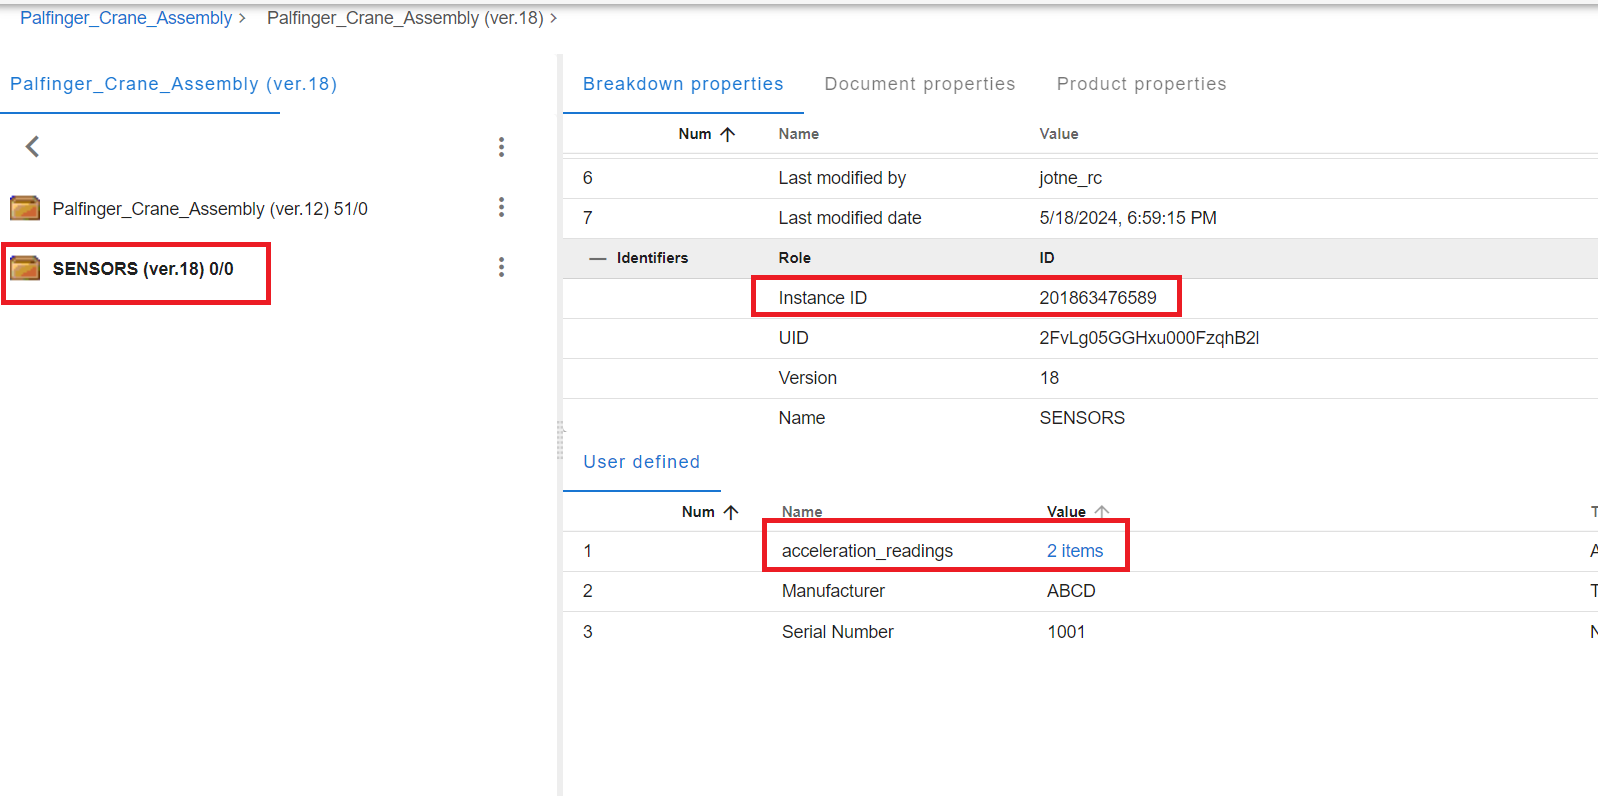 Palfinger_Crane_Assembly > Palfinger_Crane_Assembly (ver.18) >
Palfinger_Crane_Assembly (ver.18)
Palfinger_Crane_Assembly (ver.12) 51/0
SENSORS (ver.18) 0/0
Breakdown properties Document properties Product properties
Num Name Value
6 Last modified by jotne_rc
7 Last modified date 5/18/2024, 6:59:15 PM
Identifiers Role ID
Instance ID 201863476589
UID 2FvLg05GGHxu000FzqhB2l
Version 18
Name SENSORS
User defined
Num Name Value T
1 acceleration_readings 2 items A
2 Manufacturer ABCD T
3 Serial Number 1001 N